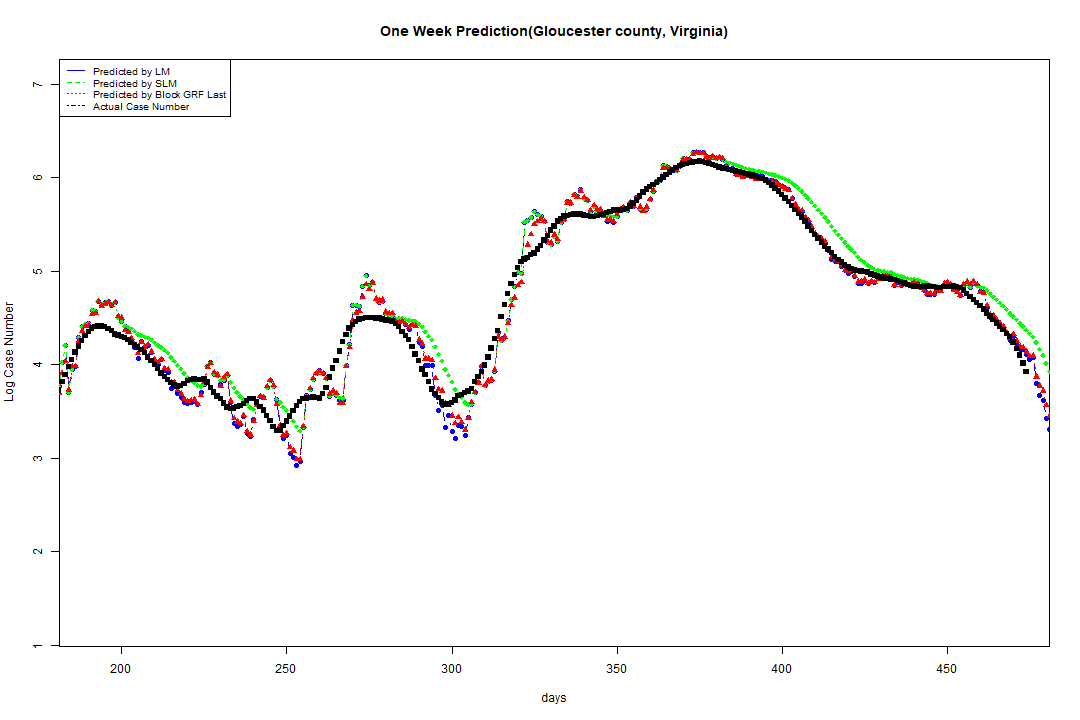 One Week Prediction(Gloucester county, Virginia)
Predicted by LM
Predicted by SLM
Predicted by Block GRF Last
Actual Case Number
7
6
5
4
3
2
1
Log Case Number
200 250 300 350 400 450
days